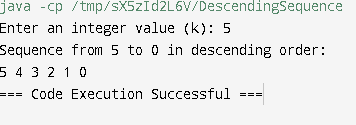 java -cp /tmp/sX5zId2L6V/DescendingSequence
Enter an integer value (k): 5
Sequence from 5 to 0 in descending order:
5 4 3 2 1 0
=== Code Execution Successful ===